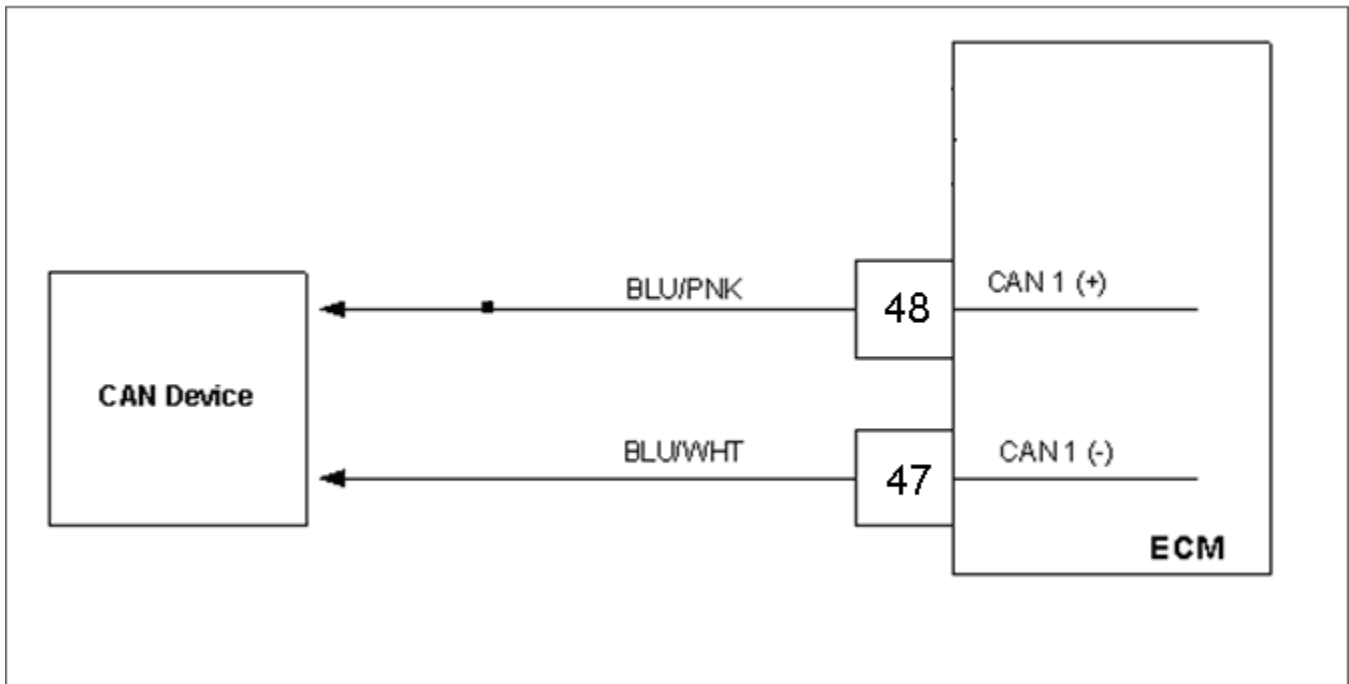 BLU/PNK
48
CAN 1 (+)
CAN Device
BLU/WHT
47
CAN 1 (-)
ECM